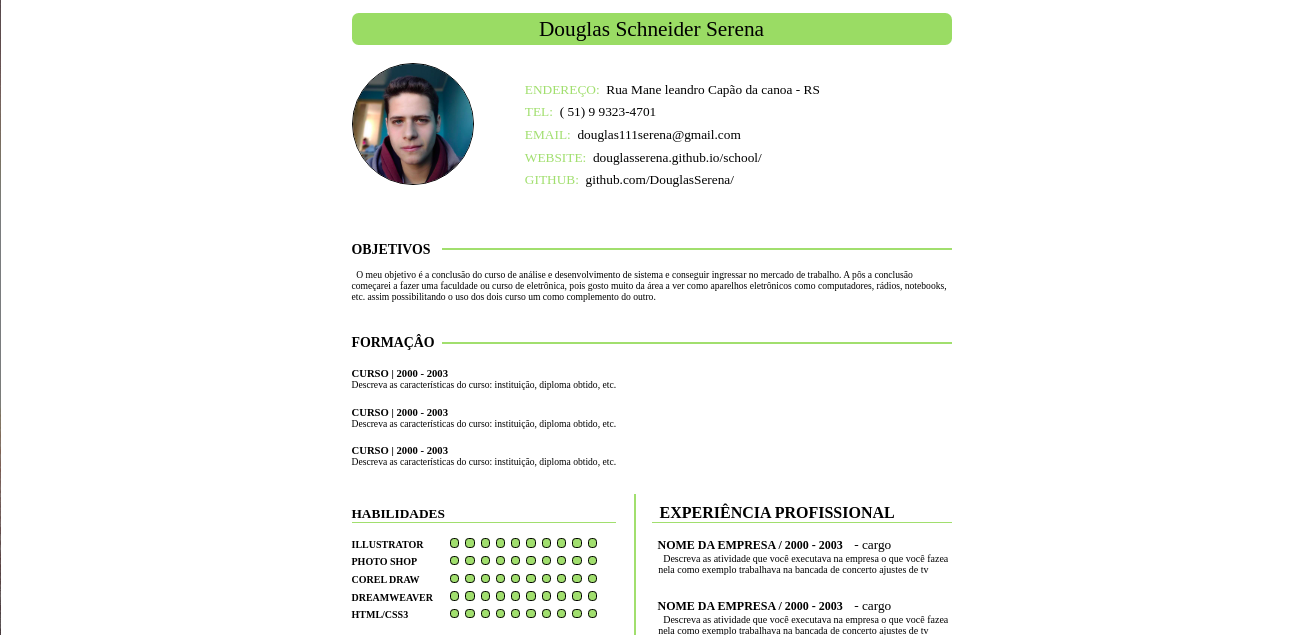 Douglas Schneider Serena
ENDEREÇO: Rua Mane leandro Capão da canoa - RS
TEL: ( 51) 9 9323-4701
EMAIL: douglas111serena@gmail.com
WEBSITE: douglasserena.github.io/school/
GITHUB: github.com/DouglasSerena/
OBJETIVOS
O meu objetivo é a conclusão do curso de análise e desenvolvimento de sistema e conseguir ingressar no mercado de trabalho. A pôs a conclusão
começarei a fazer uma faculdade ou curso de eletrônica, pois gosto muito da área a ver como aparelhos eletrônicos como computadores, rádios, notebooks,
etc. assim possibilitando o uso dos dois curso um como complemento do outro.
FORMAÇÂO
CURSO | 2000 - 2003
Descreva as características do curso: instituição, diploma obtido, etc.
CURSO | 2000 - 2003
Descreva as características do curso: instituição, diploma obtido, etc.
CURSO | 2000 - 2003
Descreva as características do curso: instituição, diploma obtido, etc.
HABILIDADES
ILLUSTRATOR
PHOTO SHOP
COREL DRAW
DREAMWEAVER
HTML/CSS3
EXPERIÊNCIA PROFISSIONAL
NOME DA EMPRESA / 2000 - 2003 - cargo
Descreva as atividade que você executava na empresa o que você fazea
nela como exemplo trabalhava na bancada de concerto ajustes de tv
NOME DA EMPRESA / 2000 - 2003 - cargo
Descreva as atividade que você executava na empresa o que você fazea
nela como exemplo trabalhava na bancada de concerto ajustes de tv